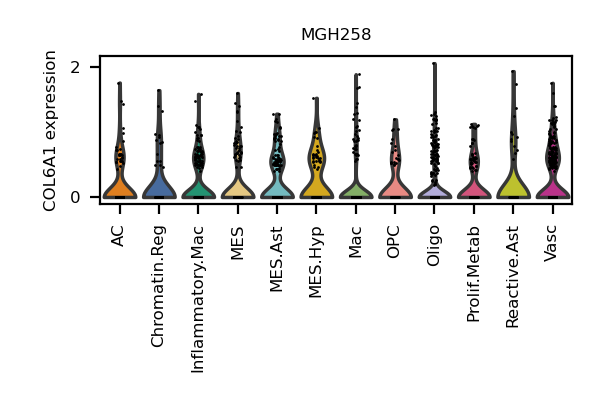 MGH258
COL6A1 expression
2
0
AC
Chromatin.Reg
Inflammatory.Mac
MES
MES.Ast
MES.Hyp
Mac
OPC
Oligo
Prolif.Metab
Reactive.Ast
Vasc